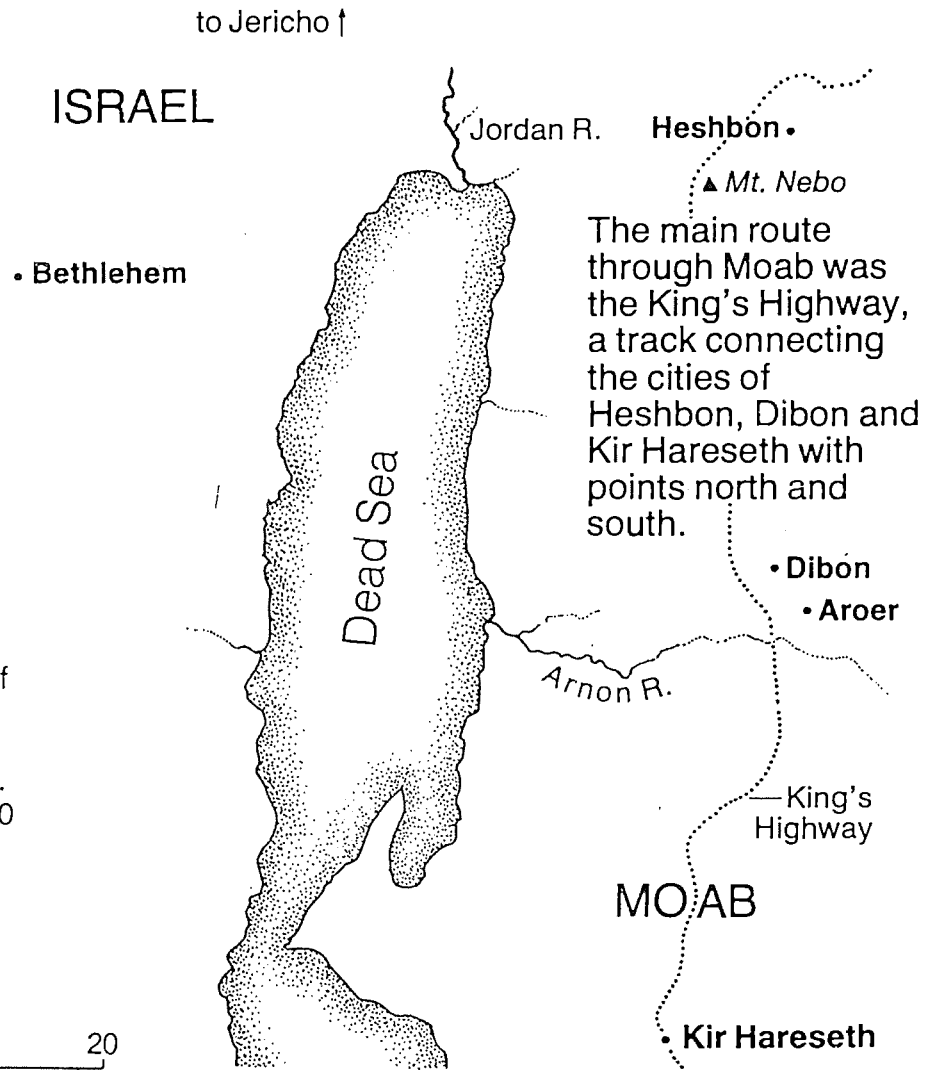 to Jericho
ISRAEL
Jordan R.
Heshbon
Mt. Nebo
Bethlehem
The main route
through Moab was
the King's Highway,
a track connecting
the cities of
Heshbon, Dibon and
Kir Hareseth with
points north and
south.
Dead Sea
Dibon
Aroer
Arnon R.
f
.
0
King's
Highway
MOAB
20
Kir Hareseth